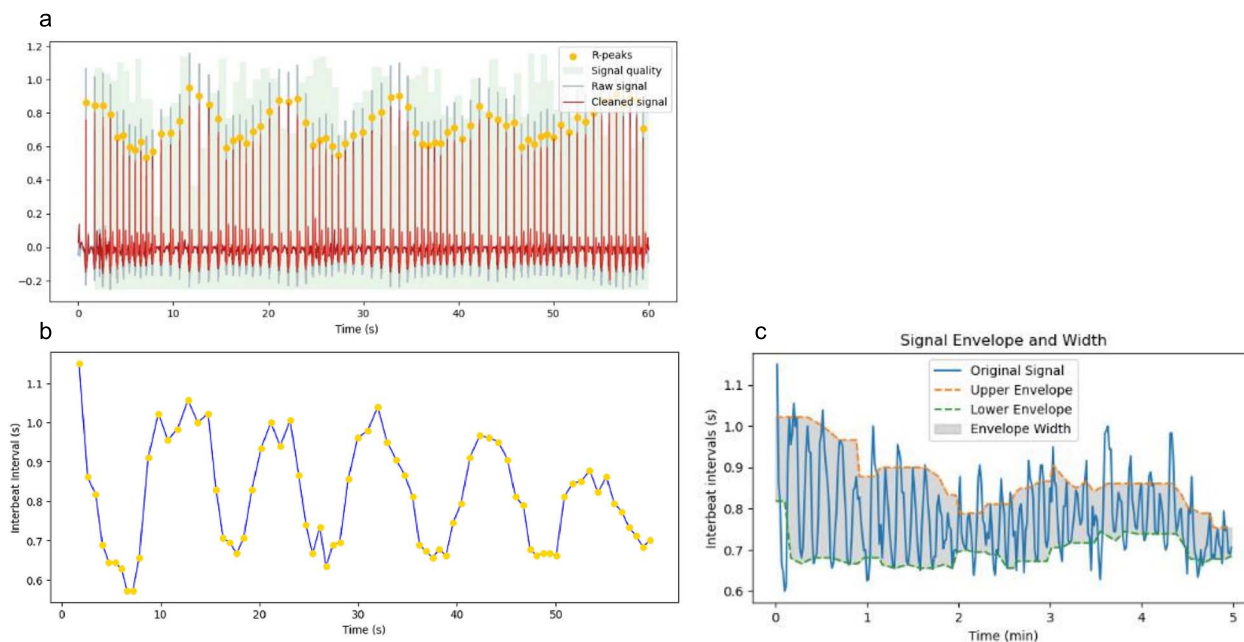 a
1.2
1.0
0.8
0.6
0.4
0.2
0.0
−0.2
R-peaks
Signal quality
Raw signal
Cleaned signal
0 10 20 30 40 50 60
Time (s)
b
Interbeat Interval (s)
1.1
1.0
0.9
0.8
0.7
0.6
0 10 20 30 40 50
Time (s)
c
Signal Envelope and Width
Interbeat intervals (s)
1.1
1.0
0.9
0.8
0.7
0.6
Original Signal
Upper Envelope
Lower Envelope
Envelope Width
0 1 2 3 4 5
Time (min)